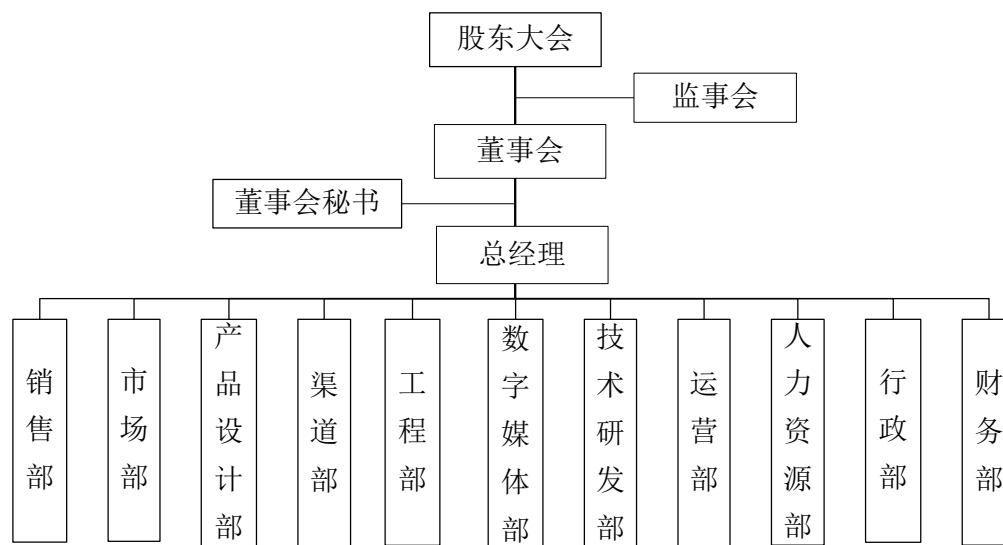 股东大会
监事会
董事会
董事会秘书
总经理
销售部
市场部
产品设计部
渠道部
工程部
数字媒体部
技术研发部
运营部
人力资源部
行政部
财务部